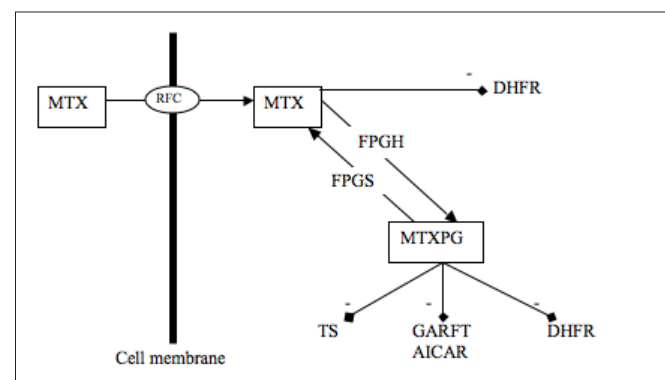 MTX
RFC
MTX
-
DHFR
FPGH
FPGS
MTXPG
- - -
TS GARFT DHFR
AICAR
Cell membrane